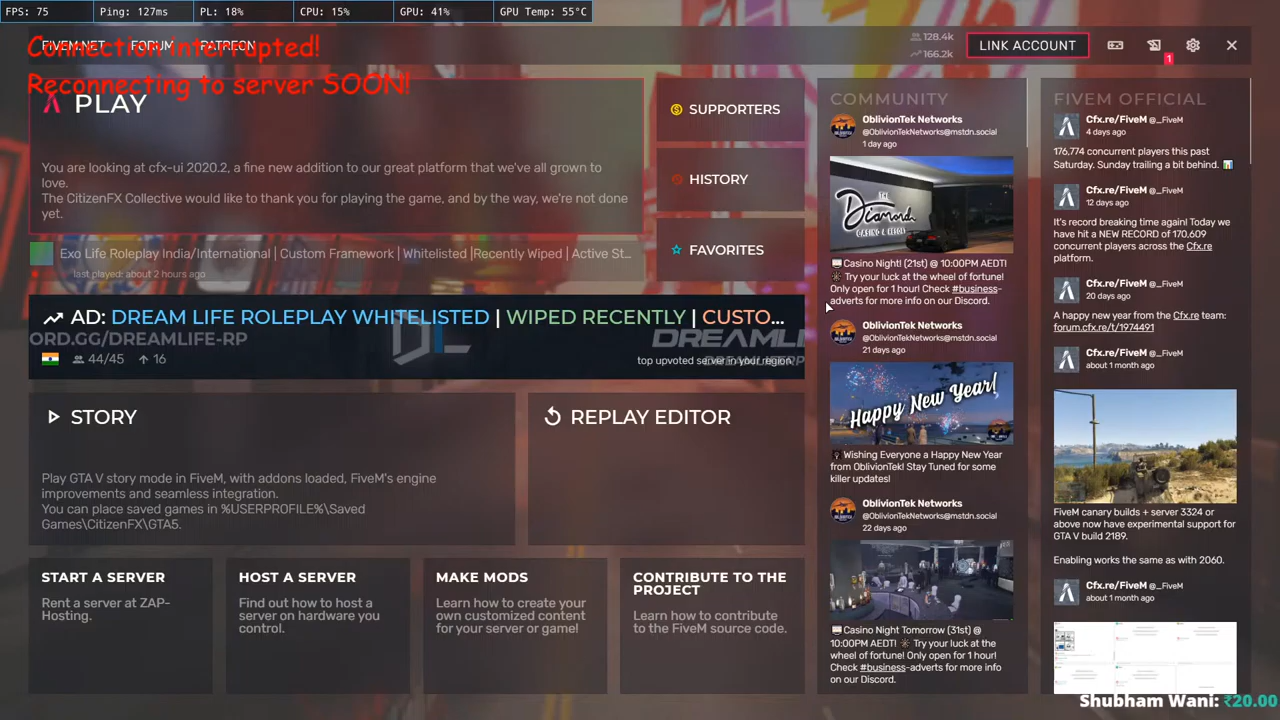 FPS: 75
Ping: 127ms
PL: 18%
CPU: 15%
GPU: 41%
GPU Temp: 55°C
FIVEM.NET
FORUM
PATREON
Connection interrupted!
Reconnecting to server SOON!
128.4k
166.2k
LINK ACCOUNT
1
PLAY
You are looking at cfx-ui 2020.2, a fine new addition to our great platform that we've all grown to
love.
The CitizenFX Collective would like to thank you for playing the game, and by the way, we're not done
yet.
SUPPORTERS
HISTORY
FAVORITES
Exo Life Roleplay India/International | Custom Framework | Whitelisted |Recently Wiped | Active St...
last played: about 2 hours ago
AD: DREAM LIFE ROLEPLAY WHITELISTED | WIPED RECENTLY | CUSTO...
ORD.GG/DREAMLIFE-RP
DREAMLI
44/45
16
top upvoted server in your region
STORY
Play GTA V story mode in FiveM, with addons loaded, FiveM's engine
improvements and seamless integration.
You can place saved games in %USERPROFILE%\Saved
Games\CitizenFX\GTA5.
REPLAY EDITOR
START A SERVER
Rent a server at ZAP-
Hosting.
HOST A SERVER
Find out how to host a
server on hardware you
control.
MAKE MODS
Learn how to create your
own customized content
for your server or game!
CONTRIBUTE TO THE
PROJECT
Learn how to contribute
to the FiveM source code.
COMMUNITY
OblivionTek Networks
@OblivionTekNetworks@mstdn.social
1 day ago
THE
Diamond
CASINO & RESORT
Casino Night! (21st) @ 10:00PM AEDT!
Try your luck at the wheel of fortune!
Only open for 1 hour! Check #business-
adverts for more info on our Discord.
OblivionTek Networks
@OblivionTekNetworks@mstdn.social
21 days ago
Happy New Year!
Wishing Everyone a Happy New Year
from OblivionTek! Stay Tuned for some
killer updates!
OblivionTek Networks
@OblivionTekNetworks@mstdn.social
22 days ago
Casino Night Tomorrow (31st) @
10:00PM AEDT! Try your luck at the
wheel of fortune! Only open for 1 hour!
Check #business-adverts for more info
on our Discord.
FIVEM OFFICIAL
Cfx.re/FiveM @_FiveM
4 days ago
176,774 concurrent players this past
Saturday. Sunday trailing a bit behind.
Cfx.re/FiveM @_FiveM
12 days ago
It's record breaking time again! Today we
have hit a NEW RECORD of 170,609
concurrent players across the Cfx.re
platform.
Cfx.re/FiveM @_FiveM
20 days ago
A happy new year from the Cfx.re team:
forum.cfx.re/t/1974491
Cfx.re/FiveM @_FiveM
about 1 month ago
FiveM canary builds + server 3324 or
above now have experimental support for
GTA V build 2189.
Enabling works the same as with 2060.
Cfx.re/FiveM @_FiveM
about 1 month ago
Shubham Wani: ₹20.00